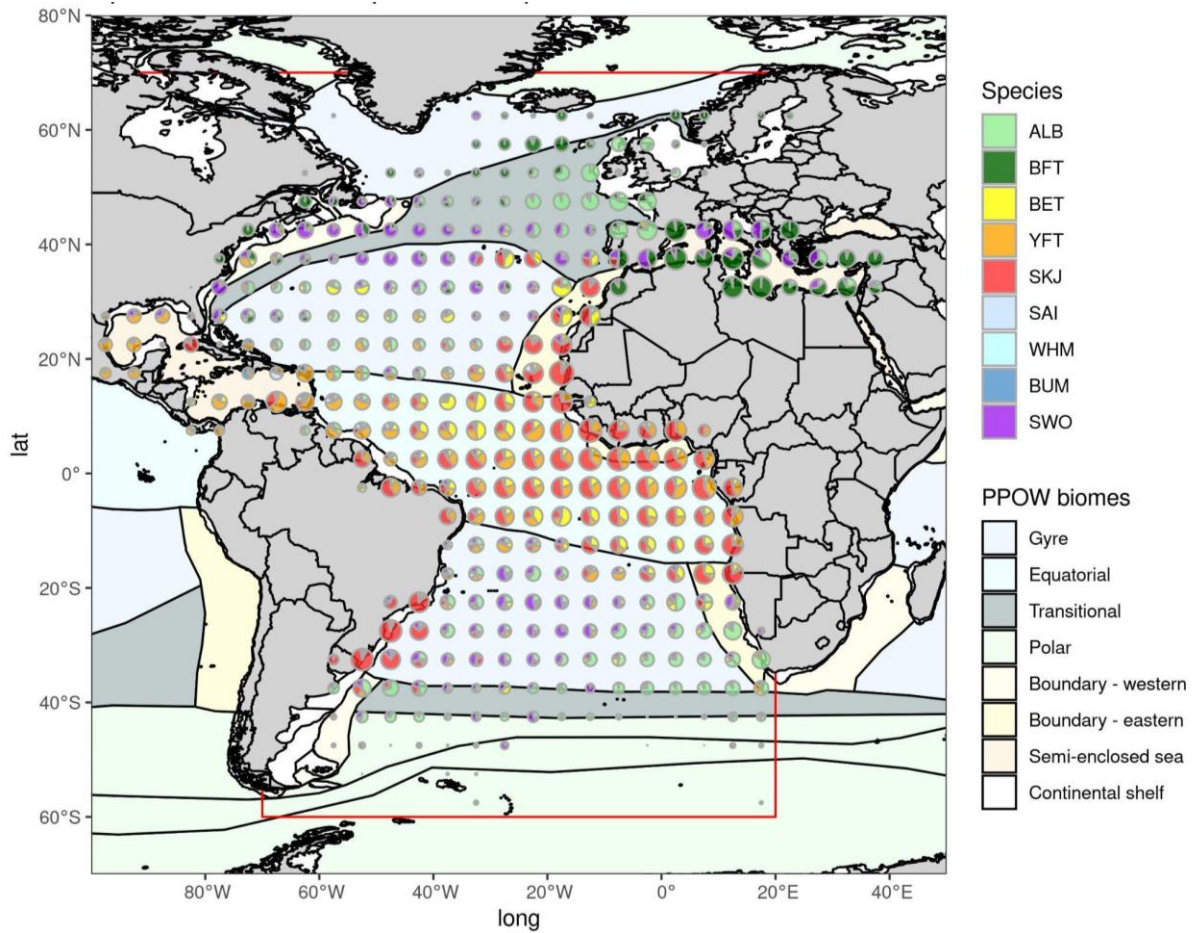 80°N
60°N
40°N
20°N
0°
20°S
40°S
60°S
lat
80°W
60°W
40°W
20°W
0°
20°E
40°E
long
Species
ALB
BFT
BET
YFT
SKJ
SAI
WHM
BUM
SWO
PPOW biomes
Gyre
Equatorial
Transitional
Polar
Boundary - western
Boundary - eastern
Semi-enclosed sea
Continental shelf